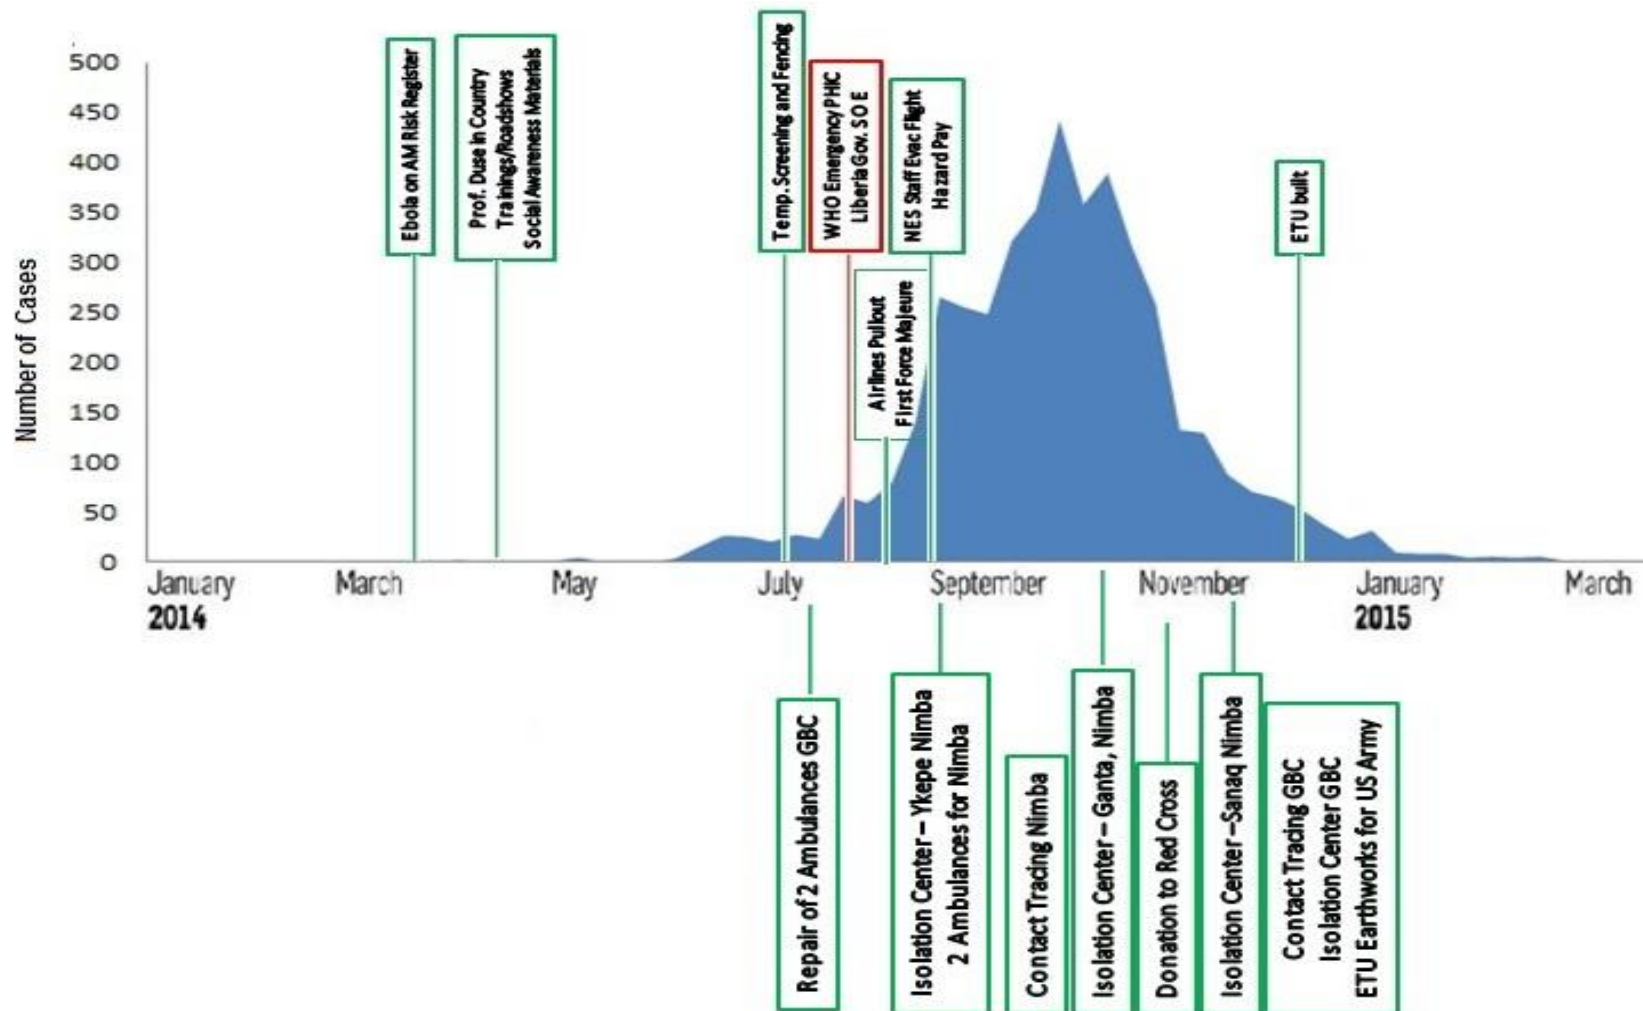 Ebola on AM Risk Register
Prof. Duse in Country
Trainings/Roadshows
Social Awareness Materials
Temp. Screening and Fencing
WHO Emergency PHIC
Liberia Gov. S O E
NES Staff Evac Flight
Hazard Pay
Airlines Pullout
First Force Majeure
ETU built
Number of Cases
500
450
400
350
300
250
200
150
100
50
0
January
2014
March
May
July
September
November
January
2015
March
Repair of 2 Ambulances GBC
Isolation Center – Ykepe Nimba
2 Ambulances for Nimba
Contact Tracing Nimba
Isolation Center – Ganta, Nimba
Donation to Red Cross
Isolation Center –Sanaq Nimba
Contact Tracing GBC
Isolation Center GBC
ETU Earthworks for US Army